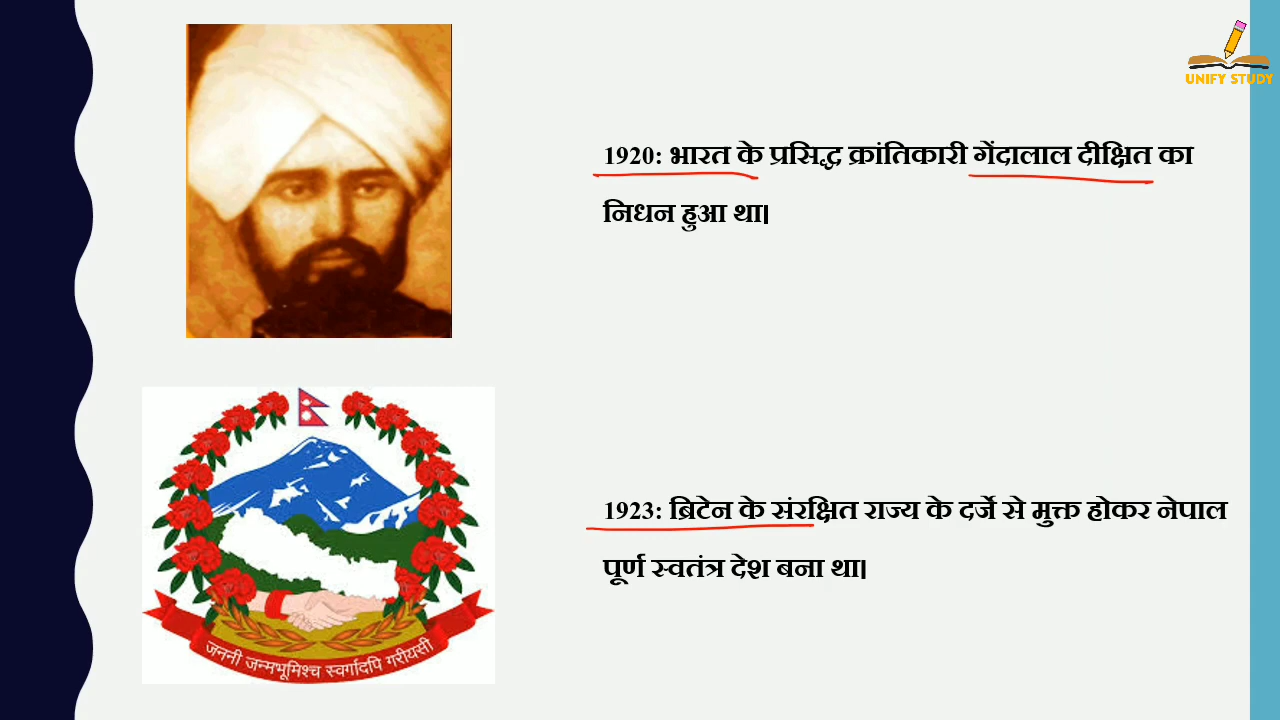 UNIFY STUDY
1920: भारत के प्रसिद्ध क्रांतिकारी गेंदालाल दीक्षित का
निधन हुआ था।
1923: ब्रिटेन के संरक्षित राज्य के दर्जे से मुक्त होकर नेपाल
पूर्ण स्वतंत्र देश बना था।
जननी जन्मभूमिश्च स्वर्गादपि गरीयसी